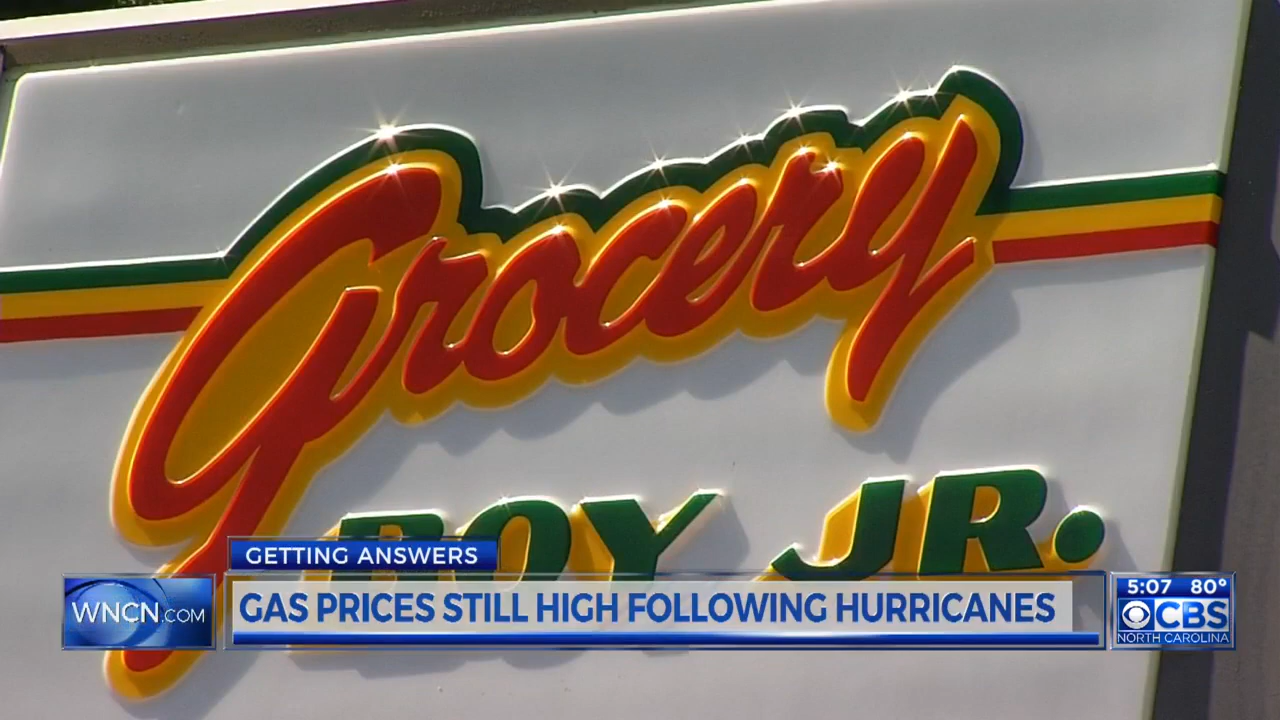 Grocery
BOY JR.
GETTING ANSWERS
WNCN.COM
GAS PRICES STILL HIGH FOLLOWING HURRICANES
5:07 80°
CBS
NORTH CAROLINA